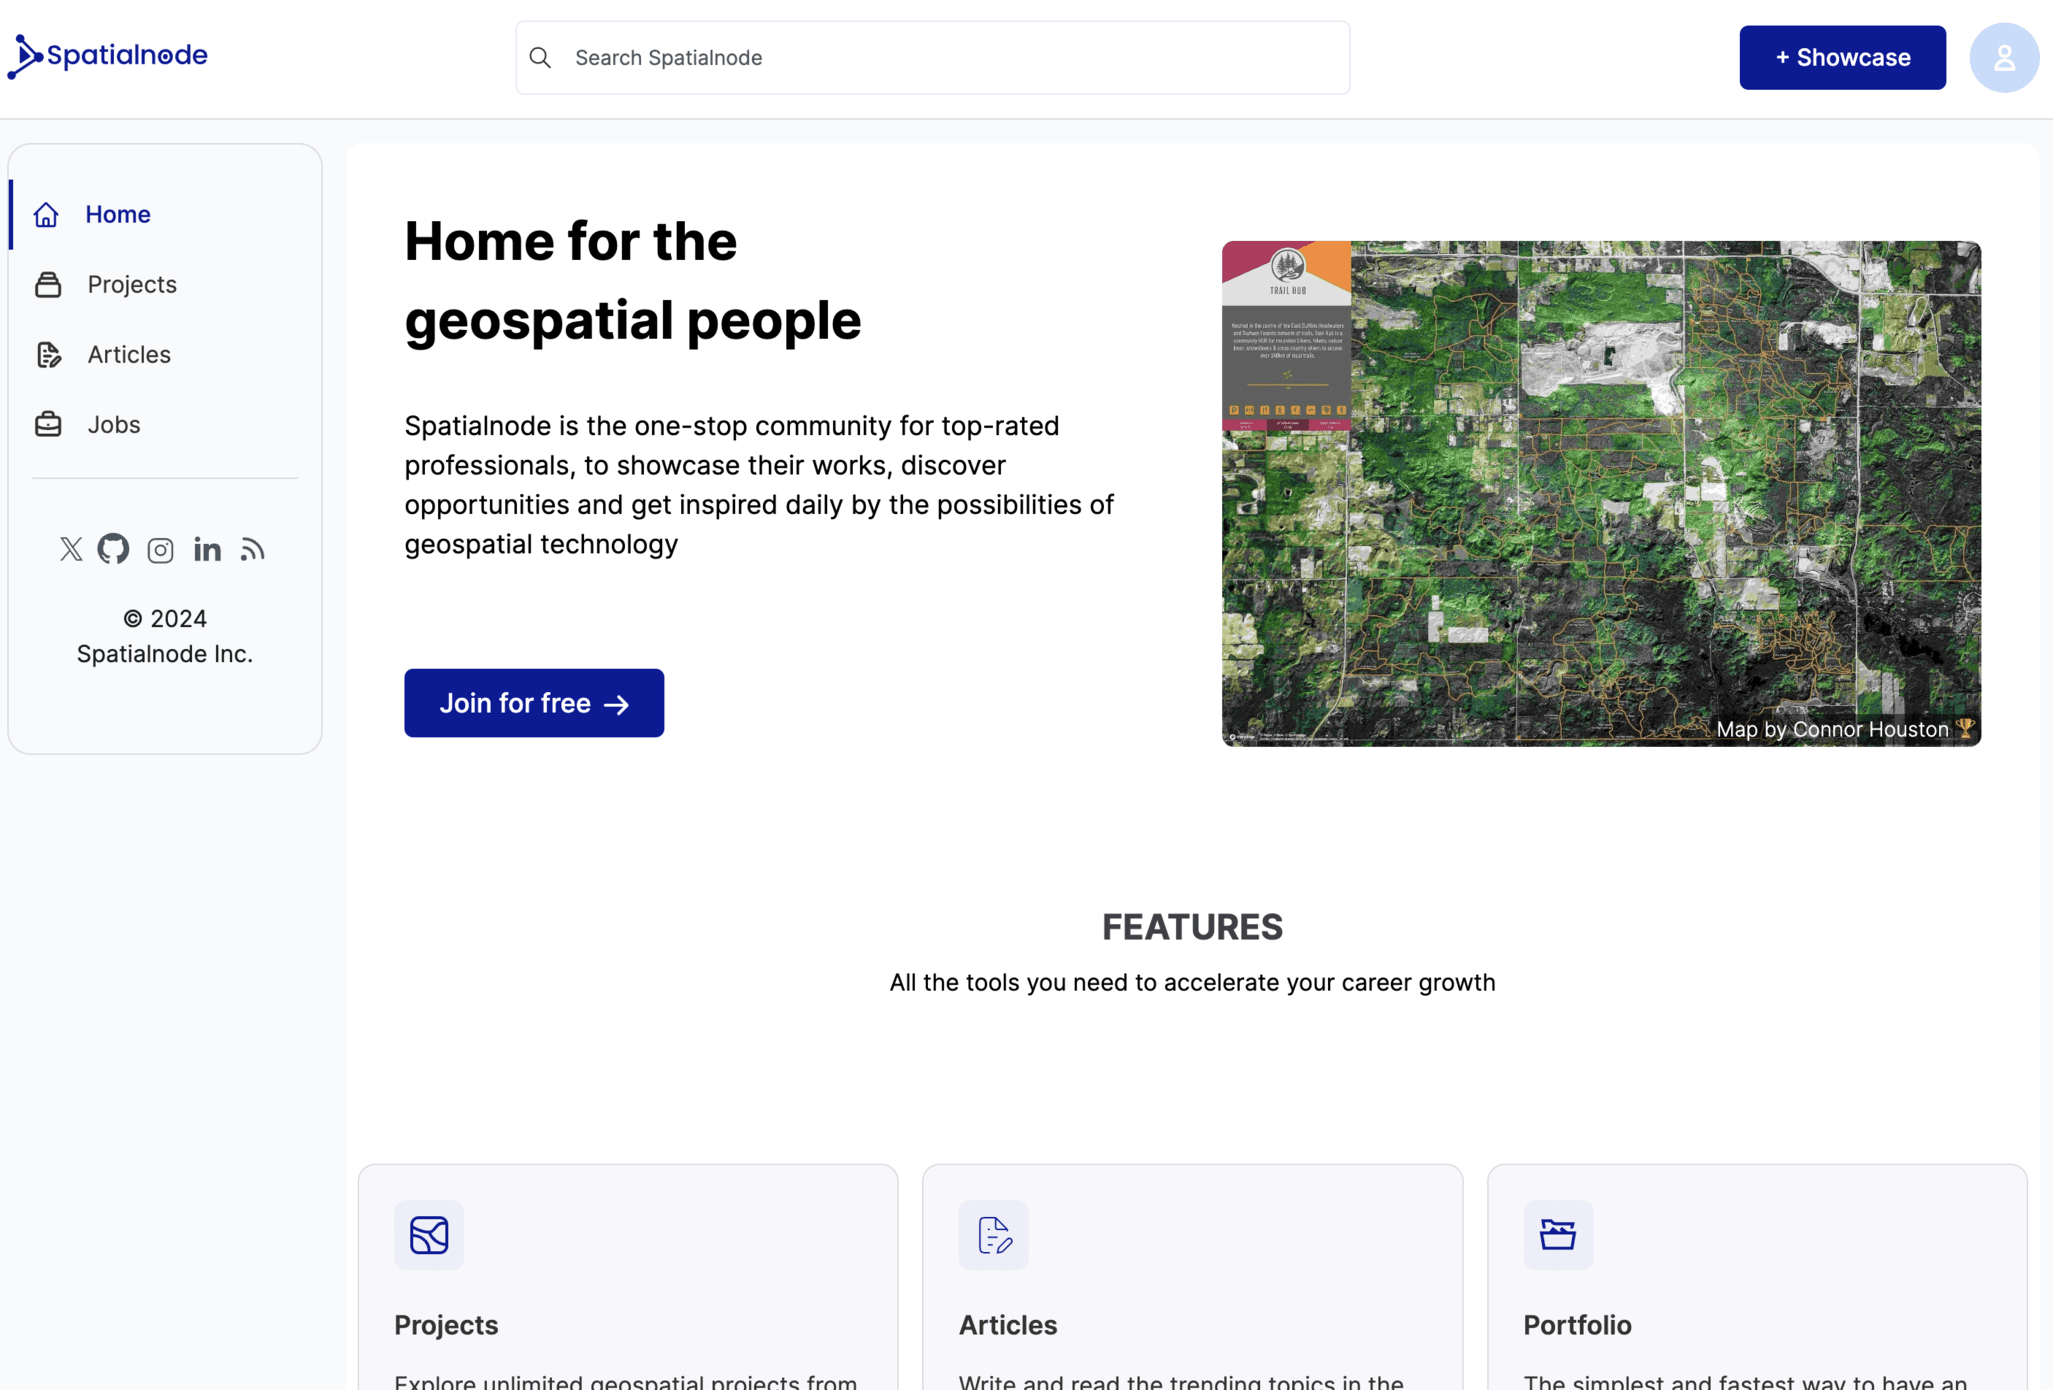 Spatialnode
Search Spatialnode
+ Showcase
Home
Projects
Articles
Jobs
© 2024
Spatialnode Inc.
Home for the
geospatial people
Spatialnode is the one-stop community for top-rated
professionals, to showcase their works, discover
opportunities and get inspired daily by the possibilities of
geospatial technology
Join for free →
TRAIL HUB
Map by Connor Houston 🏆
FEATURES
All the tools you need to accelerate your career growth
Projects
Explore unlimited geospatial projects from
Articles
Write and read the trending topics in the
Portfolio
The simplest and fastest way to have an